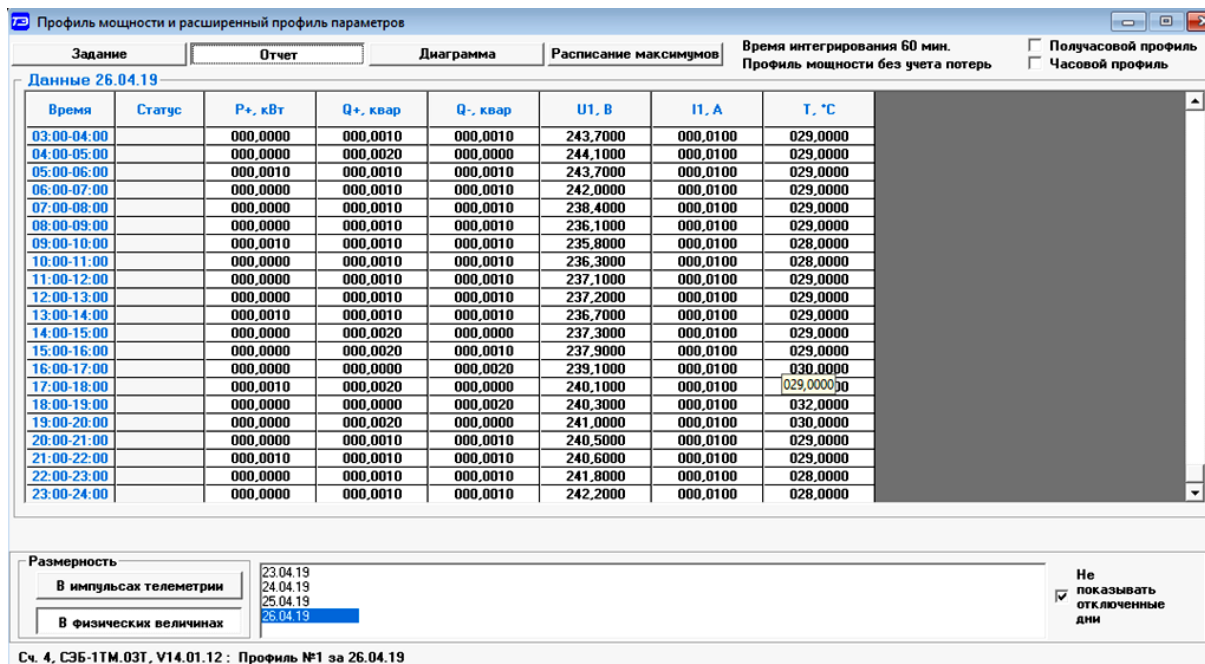 ТЭ Профиль мощности и расширенный профиль параметров
Задание Отчет Диаграмма Расписание максимумов Время интегрирования 60 мин. Получасовой профиль
Профиль мощности без учета потерь Часовой профиль
Данные 26.04.19
Время Статус P+, кВт Q+, квар Q-, квар U1, В I1, А T, °C
03:00-04:00 000,0000 000,0010 000,0010 243,7000 000,0100 029,0000
04:00-05:00 000,0000 000,0020 000,0000 244,1000 000,0100 029,0000
05:00-06:00 000,0010 000,0010 000,0010 243,7000 000,0100 029,0000
06:00-07:00 000,0000 000,0010 000,0010 242,0000 000,0100 029,0000
07:00-08:00 000,0000 000,0010 000,0010 238,4000 000,0100 029,0000
08:00-09:00 000,0000 000,0010 000,0010 236,1000 000,0100 029,0000
09:00-10:00 000,0010 000,0010 000,0010 235,8000 000,0100 028,0000
10:00-11:00 000,0000 000,0010 000,0010 236,3000 000,0100 028,0000
11:00-12:00 000,0000 000,0010 000,0010 237,1000 000,0100 029,0000
12:00-13:00 000,0000 000,0010 000,0010 237,2000 000,0100 029,0000
13:00-14:00 000,0010 000,0010 000,0010 236,7000 000,0100 029,0000
14:00-15:00 000,0000 000,0020 000,0000 237,3000 000,0100 029,0000
15:00-16:00 000,0000 000,0020 000,0010 237,9000 000,0100 029,0000
16:00-17:00 000,0000 000,0000 000,0020 239,1000 000,0100 030,0000
17:00-18:00 000,0010 000,0020 000,0000 240,1000 000,0100 029,0000
18:00-19:00 000,0000 000,0000 000,0020 240,3000 000,0100 032,0000
19:00-20:00 000,0000 000,0020 000,0000 241,0000 000,0100 030,0000
20:00-21:00 000,0000 000,0010 000,0010 240,5000 000,0100 029,0000
21:00-22:00 000,0010 000,0010 000,0010 240,6000 000,0100 029,0000
22:00-23:00 000,0000 000,0010 000,0010 241,8000 000,0100 028,0000
23:00-24:00 000,0000 000,0010 000,0010 242,2000 000,0100 028,0000
Размерность
В импульсах телеметрии
В физических величинах
23.04.19
24.04.19
25.04.19
26.04.19
Не
показывать
отключенные
дни
Сч. 4, СЭБ-1ТМ.03Т, V14.01.12 : Профиль №1 за 26.04.19